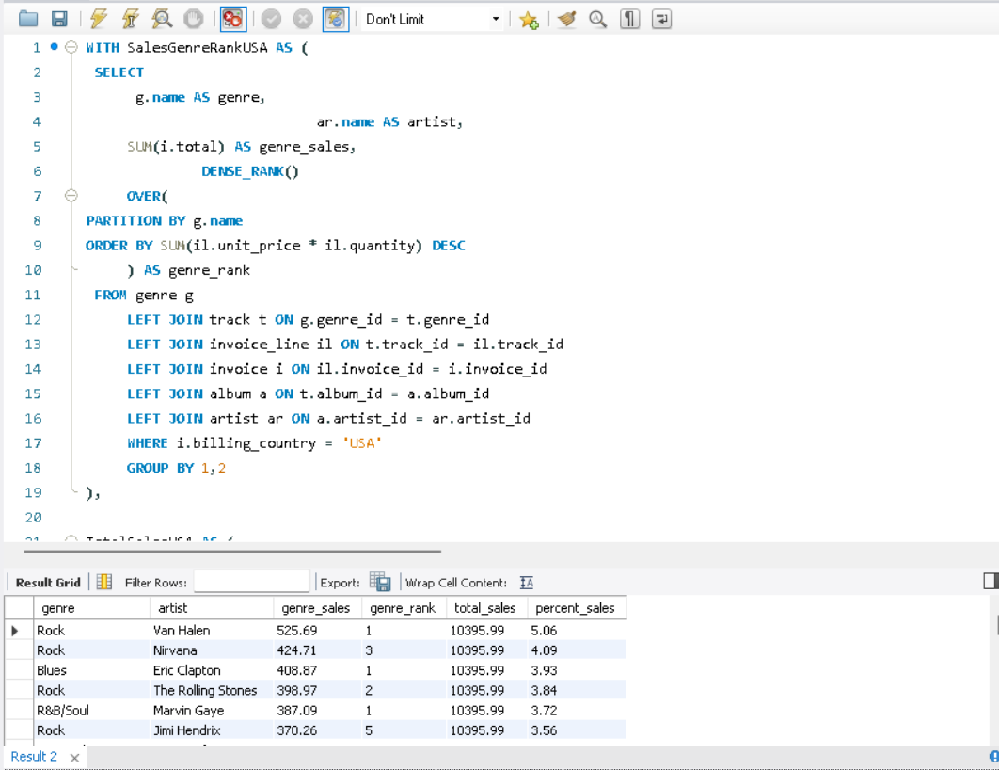 Don't Limit
1 WITH SalesGenreRankUSA AS (
2 SELECT
3 g.name AS genre,
4 ar.name AS artist,
5 SUM(i.total) AS genre_sales,
6 DENSE_RANK()
7 OVER(
8 PARTITION BY g.name
9 ORDER BY SUM(il.unit_price * il.quantity) DESC
10 ) AS genre_rank
11 FROM genre g
12 LEFT JOIN track t ON g.genre_id = t.genre_id
13 LEFT JOIN invoice_line il ON t.track_id = il.track_id
14 LEFT JOIN invoice i ON il.invoice_id = i.invoice_id
15 LEFT JOIN album a ON t.album_id = a.album_id
16 LEFT JOIN artist ar ON a.artist_id = ar.artist_id
17 WHERE i.billing_country = 'USA'
18 GROUP BY 1,2
19 ),
20
21 TotalSalesUSA AS (
Result Grid Filter Rows: Export: Wrap Cell Content: IA
genre artist genre_sales genre_rank total_sales percent_sales
Rock Van Halen 525.69 1 10395.99 5.06
Rock Nirvana 424.71 3 10395.99 4.09
Blues Eric Clapton 408.87 1 10395.99 3.93
Rock The Rolling Stones 398.97 2 10395.99 3.84
R&B/Soul Marvin Gaye 387.09 1 10395.99 3.72
Rock Jimi Hendrix 370.26 5 10395.99 3.56
Result 2